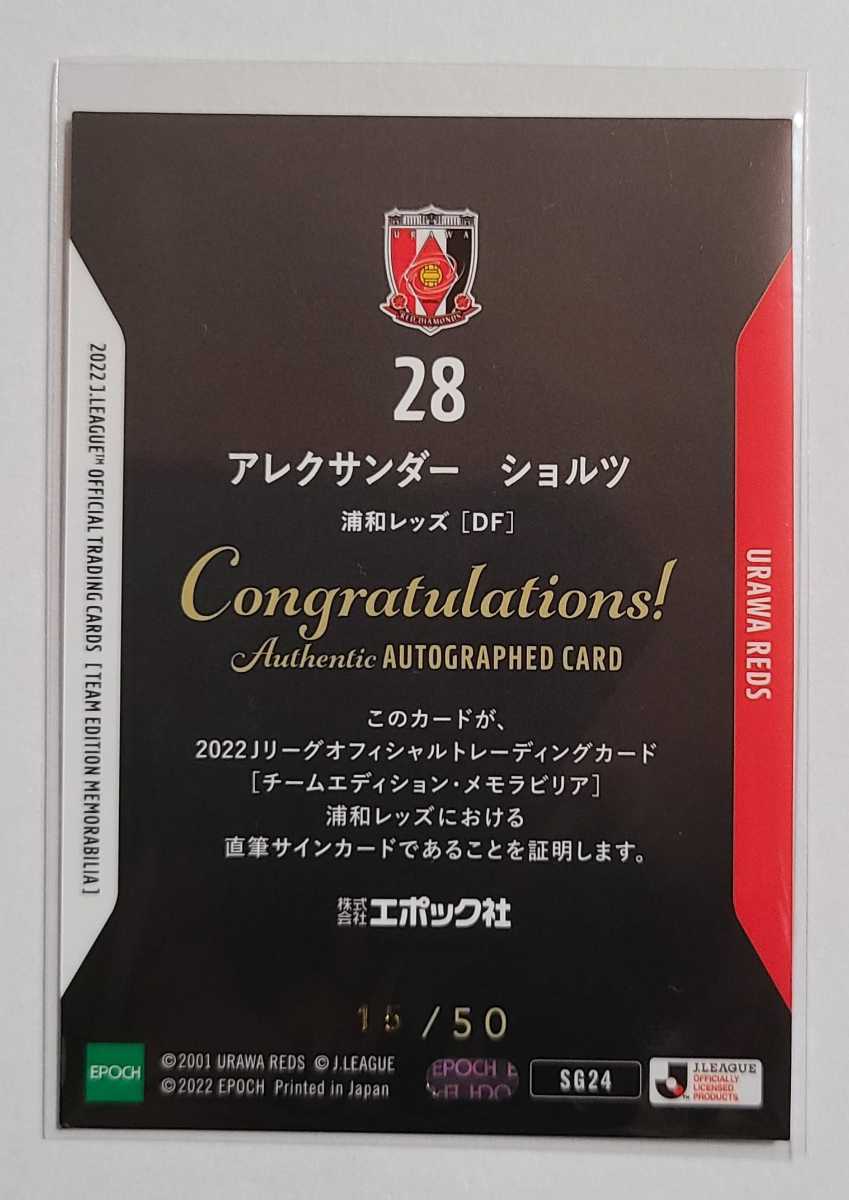 URAWA
RED DIAMONDS
28
アレクサンダー ショルツ
浦和レッズ [DF]
Congratulations!
Authentic AUTOGRAPHED CARD
このカードが、
2022Jリーグオフィシャルトレーディングカード
[チームエディション・メモラビリア]
浦和レッズにおける
直筆サインカードであることを証明します。
株式会社エポック社
15/50
2022 J.LEAGUE™ OFFICIAL TRADING CARDS [TEAM EDITION MEMORABILIA]
URAWA REDS
EPOCH
©2001 URAWA REDS ©J.LEAGUE
©2022 EPOCH Printed in Japan
EPOCH
SG24
J.LEAGUE
OFFICIALLY
LICENSED
PRODUCTS